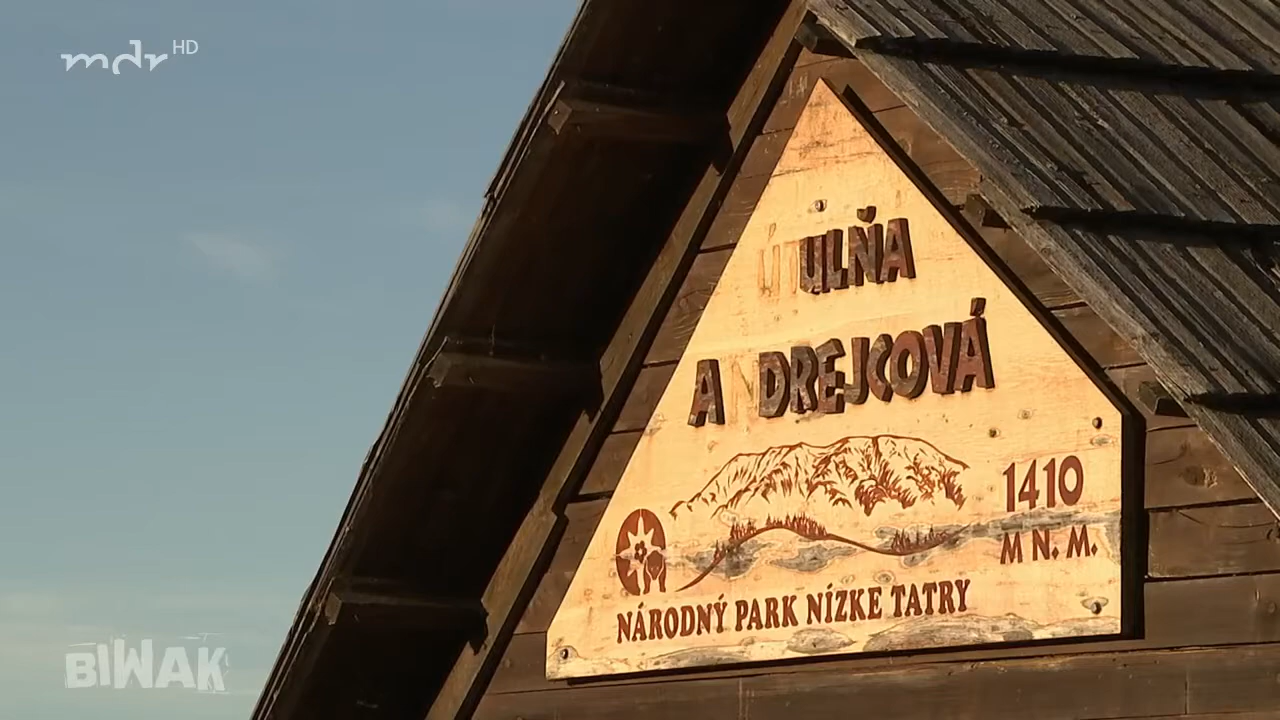 mdr HD
ÚTULŇA
ANDREJCOVÁ
1410
M N. M.
NÁRODNÝ PARK NÍZKE TATRY
BIWAK